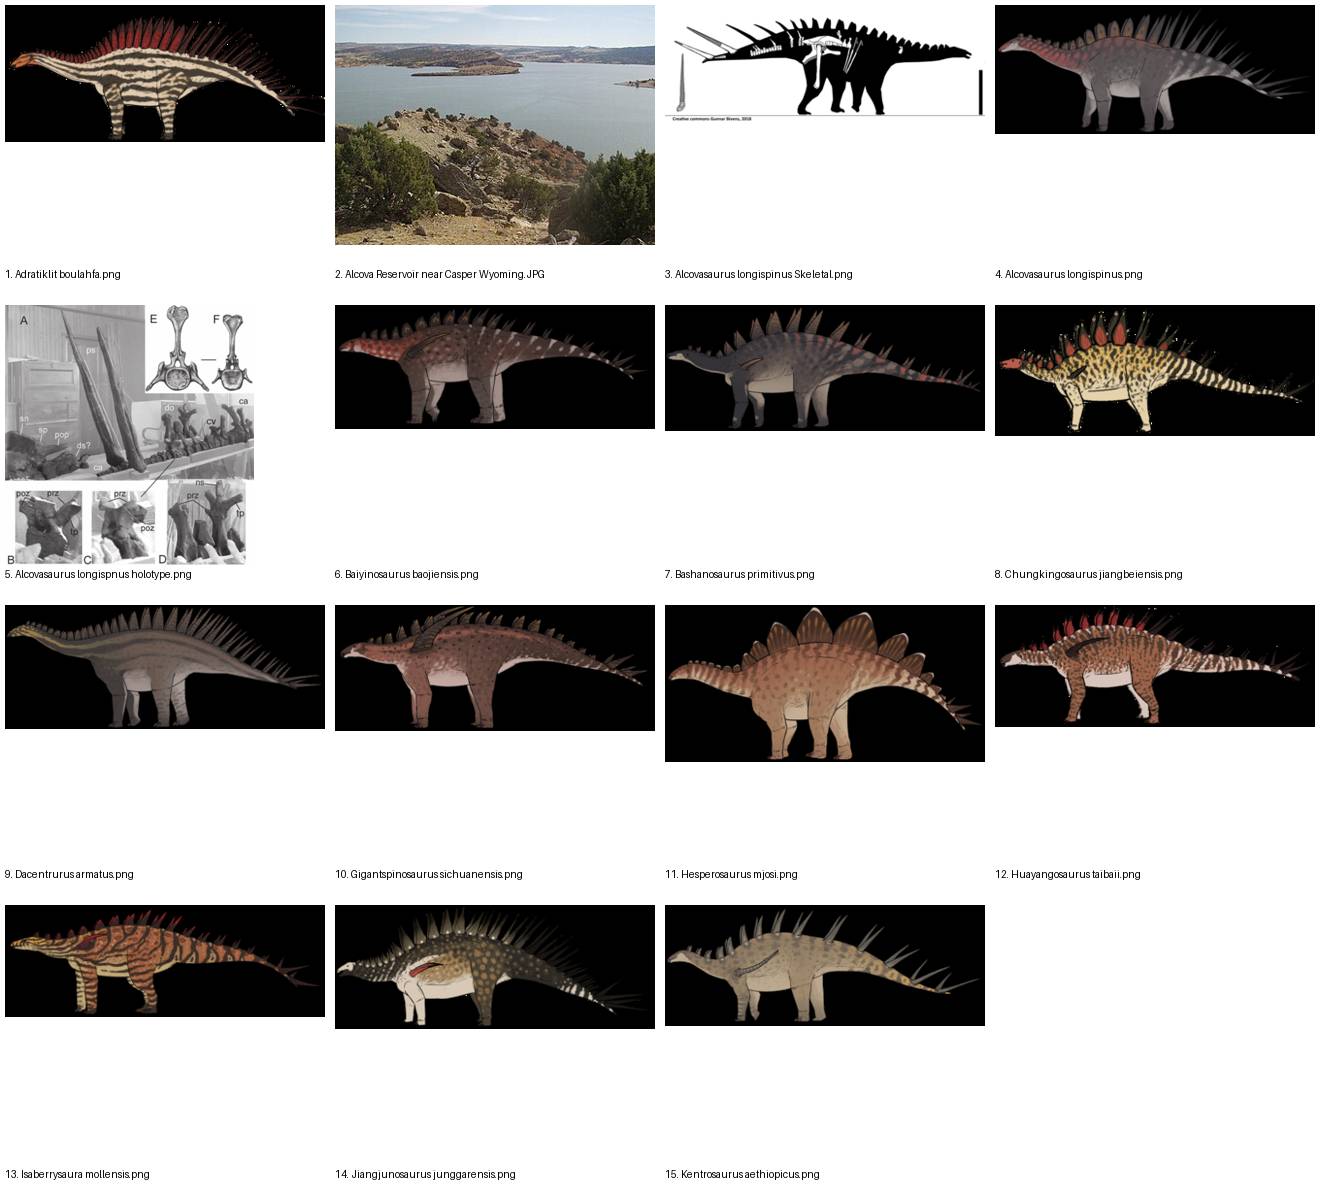 Creative commons Gunnar Bivens, 2018
1. Adratiklit boulahfa.png
2. Alcova Reservoir near Casper Wyoming.JPG
3. Alcovasaurus longispinus Skeletal.png
4. Alcovasaurus longispinus.png
A
E
F
ps
ca
do
cv
sn
sp
pop
ds?
ca
ns
poz
prz
prz
prz
tp
poz
tp
B
C
D
5. Alcovasaurus longispnus holotype.png
6. Baiyinosaurus baojiensis.png
7. Bashanosaurus primitivus.png
8. Chungkingosaurus jiangbeiensis.png
9. Dacentrurus armatus.png
10. Gigantspinosaurus sichuanensis.png
11. Hesperosaurus mjosi.png
12. Huayangosaurus taibaii.png
13. Isaberrysaura mollensis.png
14. Jiangjunosaurus junggarensis.png
15. Kentrosaurus aethiopicus.png